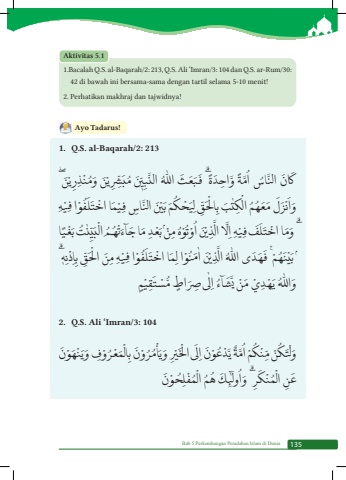 Aktivitas 5.1
1.Bacalah Q.S. al-Baqarah/2: 213, Q.S. Ali ‘Imran/3: 104 dan Q.S. ar-Rum/30:
42 di bawah ini bersama-sama dengan tartil selama 5-10 menit!
2. Perhatikan makhraj dan tajwidnya!
Ayo Tadarus!
1. Q.S. al-Baqarah/2: 213
كَانَ النَّاسُ اُمَّةً وَّاحِدَةً ۗ فَبَعَثَ اللّٰهُ النَّبِيّٖنَ مُبَشِّرِيْنَ وَمُنْذِرِيْنَ ۖ
وَاَنْزَلَ مَعَهُمُ الْكِتٰبَ بِالْحَقِّ لِيَحْكُمَ بَيْنَ النَّاسِ فِيْمَا اخْتَلَفُوْا فِيْهِ
ۗ وَمَا اخْتَلَفَ فِيْهِ اِلَّا الَّذِيْنَ اُوْتُوْهُ مِنْۢ بَعْدِ مَا جَاۤءَتْهُمُ الْبَيِّنٰتُ بَغْيًاۢ
بَيْنَهُمْ ۚ فَهَدَى اللّٰهُ الَّذِيْنَ اٰمَنُوْا لِمَا اخْتَلَفُوْا فِيْهِ مِنَ الْحَقِّ بِاِذْنِهٖ ۗ
وَاللّٰهُ يَهْدِيْ مَنْ يَّشَاۤءُ اِلٰى صِرَاطٍ مُّسْتَقِيْمٍ
2. Q.S. Ali ‘Imran/3: 104
وَلْتَكُنْ مِّنْكُمْ اُمَّةٌ يَّدْعُوْنَ اِلَى الْخَيْرِ وَيَأْمُرُوْنَ بِالْمَعْرُوْفِ وَيَنْهَوْنَ
عَنِ الْمُنْكَرِ ۗ وَاُولٰۤىِٕكَ هُمُ الْمُفْلِحُوْنَ
Bab 5 Perkembangan Peradaban Islam di Dunia 135